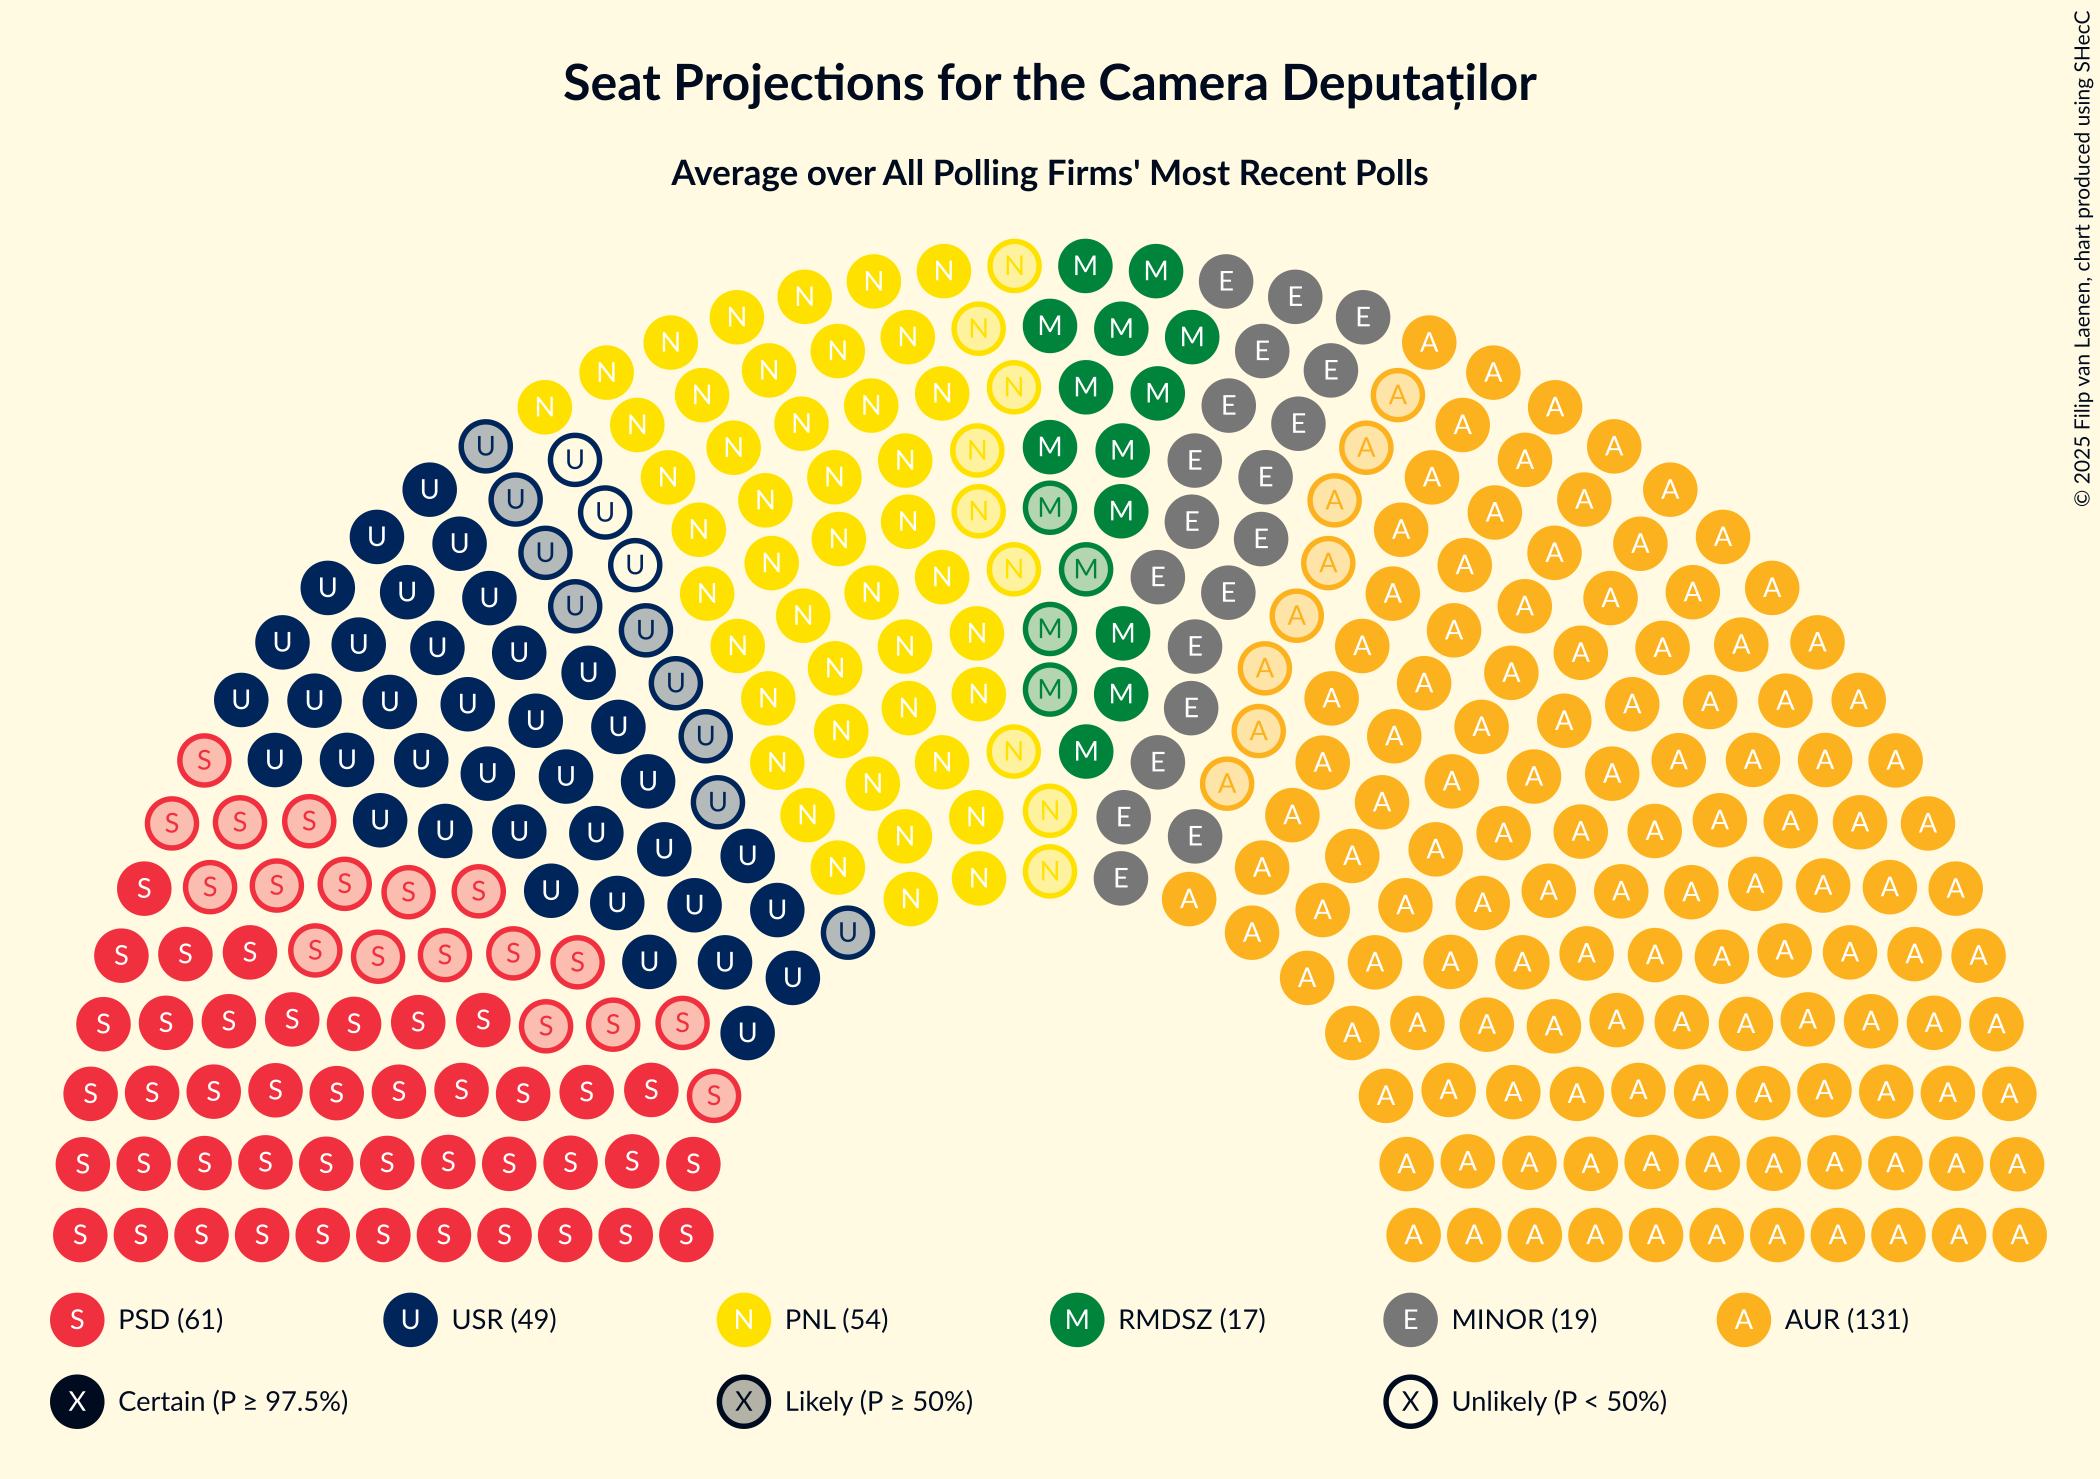 Seat Projections for the Camera Deputaților
Average over All Polling Firms' Most Recent Polls
© 2025 Filip van Laenen, chart produced using SHecC
S PSD (61) U USR (49) N PNL (54) M RMDSZ (17) E MINOR (19) A AUR (131)
X Certain (P ≥ 97.5%) X Likely (P ≥ 50%) X Unlikely (P < 50%)